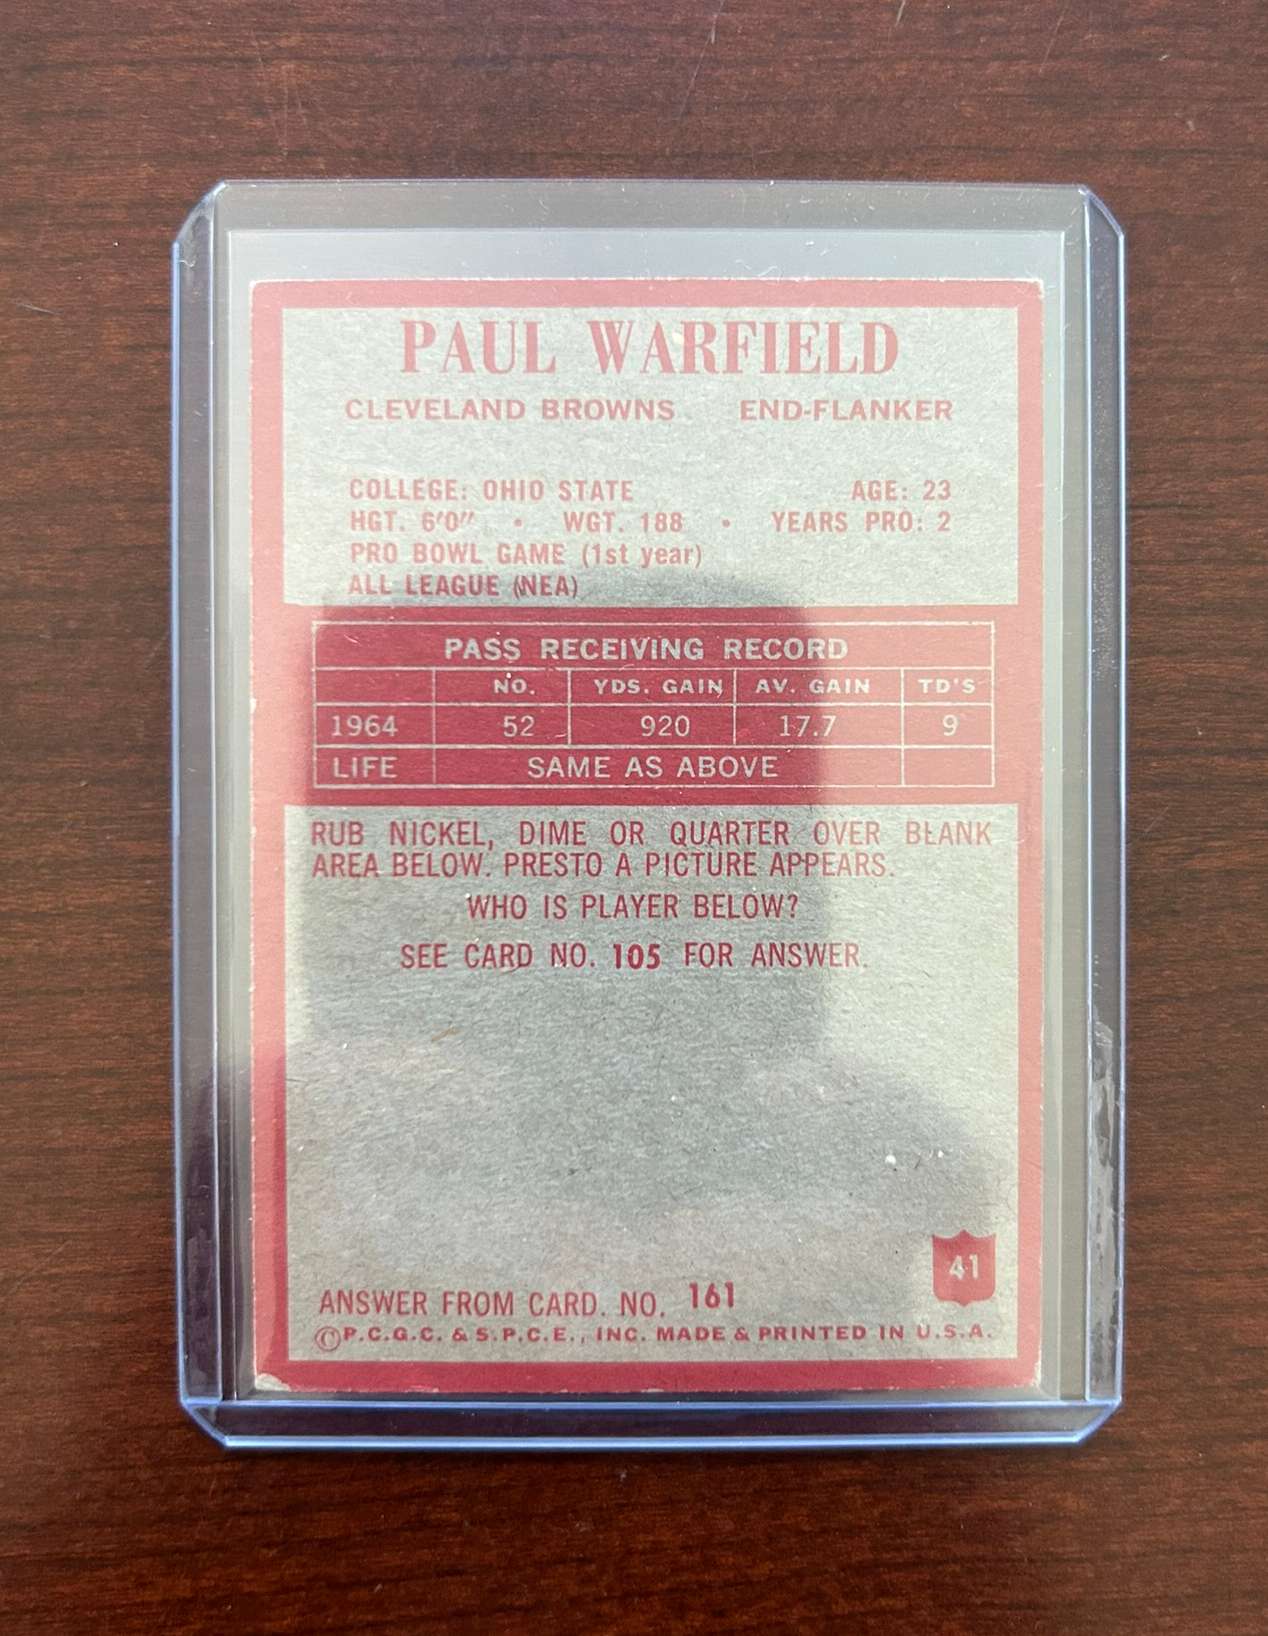 PAUL WARFIELD
CLEVELAND BROWNS END-FLANKER
COLLEGE: OHIO STATE AGE: 23
HGT. 6'0" • WGT. 188 • YEARS PRO: 2
PRO BOWL GAME (1st year)
ALL LEAGUE (NEA)
PASS RECEIVING RECORD
NO. YDS. GAIN AV. GAIN TD'S
1964 52 920 17.7 9
LIFE SAME AS ABOVE
RUB NICKEL, DIME OR QUARTER OVER BLANK
AREA BELOW. PRESTO A PICTURE APPEARS.
WHO IS PLAYER BELOW?
SEE CARD NO. 105 FOR ANSWER.
41
ANSWER FROM CARD. NO. 161
©P.C.G.C. & S.P.C.E., INC. MADE & PRINTED IN U.S.A.